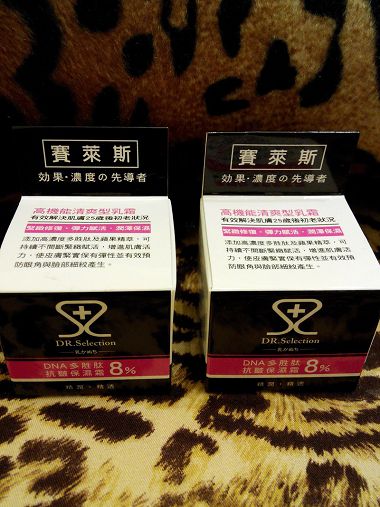 賽萊斯
效果·濃度の先導者
高機能清爽型乳霜
有效解決肌膚25歲後初老狀況
緊緻修復·彈力賦活·潤澤保濕
添加高濃度多胜肽及蘋果精萃，可
持續不間斷緊緻賦活，增進肌膚活
力，使皮膚緊實保有彈性並有效預
防眼角與臉部細紋產生。
DR.Selection
DNA多胜肽
抗皺保濕霜 8%
賽萊斯
效果·濃度の先導者
高機能清爽型乳霜
有效解決肌膚25歲後初老狀況
緊緻修復·彈力賦活·潤澤保濕
添加高濃度多胜肽及蘋果精萃，可
持續不間斷緊緻賦活，增進肌膚活
力，使皮膚緊實保有彈性並有效預
防眼角與臉部細紋產生。
DR.Selection
DNA多胜肽
抗皺保濕霜 8%